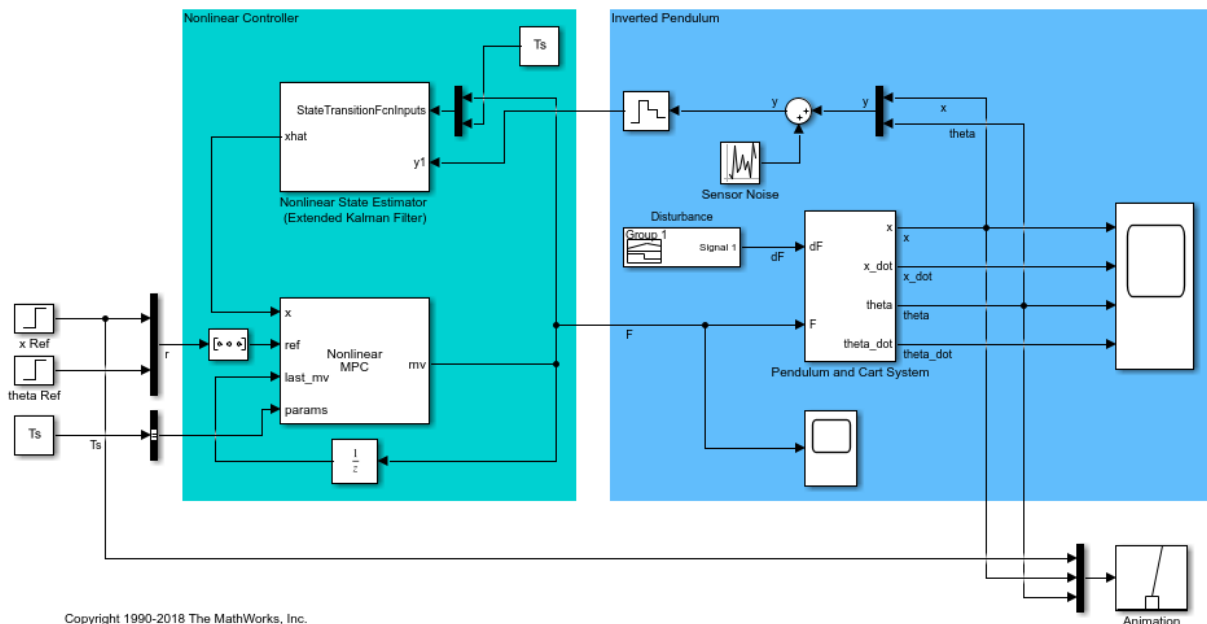 Nonlinear Controller
Inverted Pendulum
Ts
StateTransitionFcnInputs
xhat
y1
Nonlinear State Estimator
(Extended Kalman Filter)
y
y
x
theta
Sensor Noise
Disturbance
Group 1
Signal 1
dF
dF
F
x
x_dot
theta
theta_dot
x
x_dot
theta
theta_dot
Pendulum and Cart System
x Ref
theta Ref
r
Ts
Ts
x
ref
last_mv
params
Nonlinear
MPC
mv
F
1
z
Animation
Copyright 1990-2018 The MathWorks, Inc.